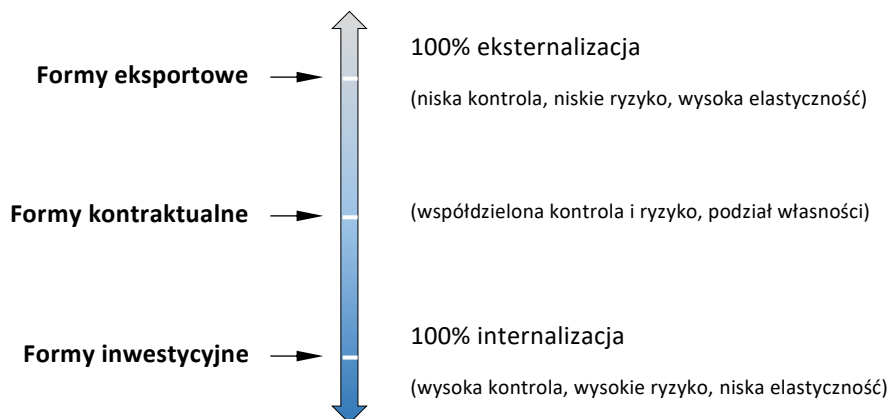 100% eksternalizacja
Formy eksportowe
(niska kontrola, niskie ryzyko, wysoka elastyczność)
Formy kontraktualne
(współdzielona kontrola i ryzyko, podział własności)
100% internalizacja
Formy inwestycyjne
(wysoka kontrola, wysokie ryzyko, niska elastyczność)